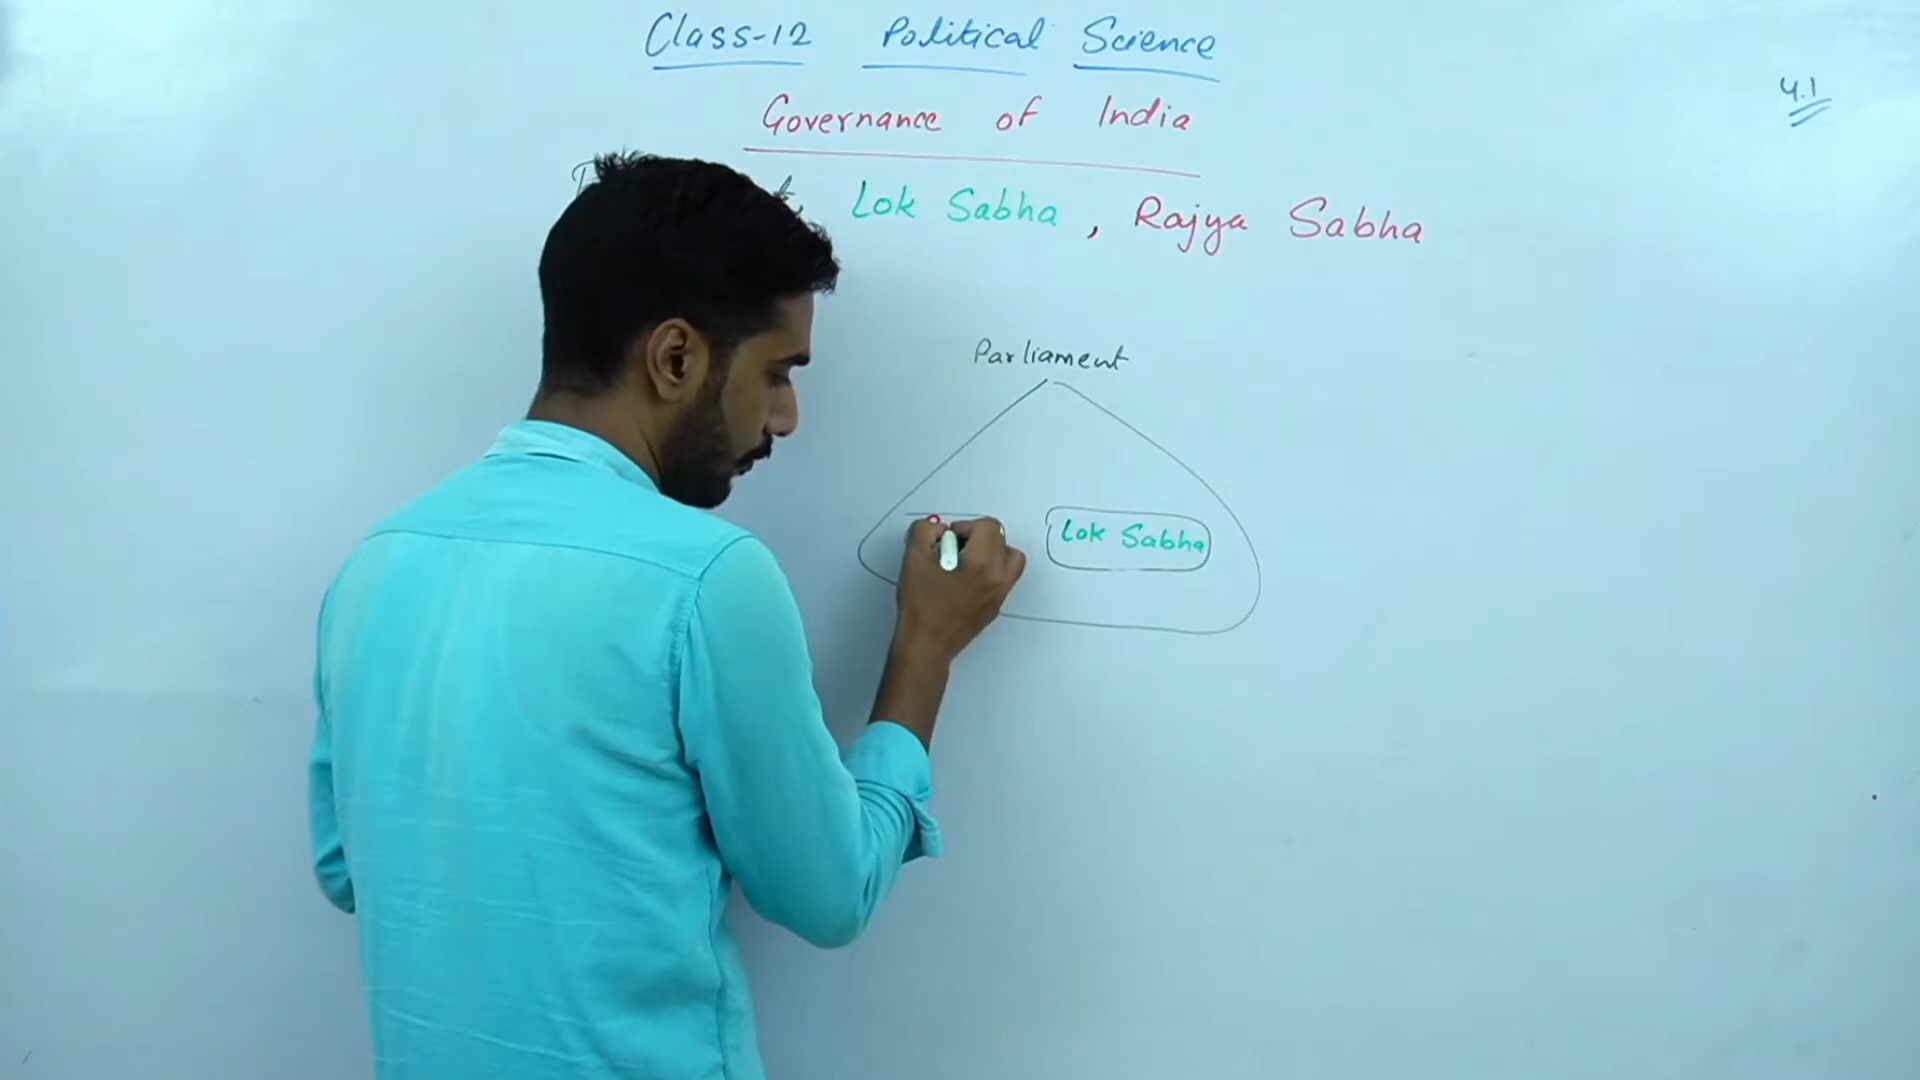 Class-12 Political Science
4.1
Governance of India
Lok Sabha, Rajya Sabha
Parliament
Lok Sabha